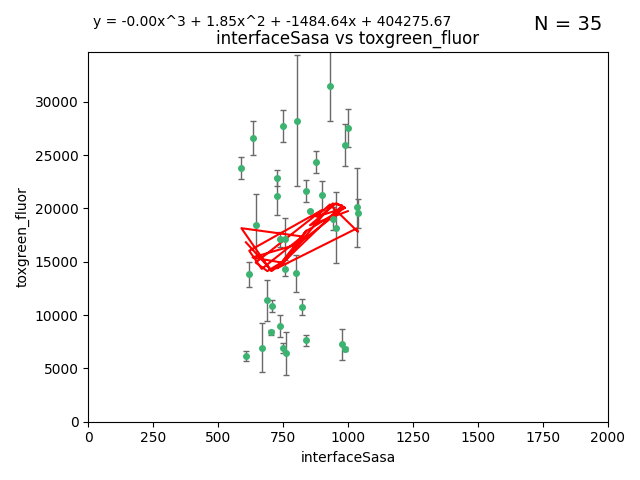 y = -0.00x^3 + 1.85x^2 + -1484.64x + 404275.67
N = 35
interfaceSasa vs toxgreen_fluor
30000
25000
20000
15000
10000
5000
0
toxgreen_fluor
0 250 500 750 1000 1250 1500 1750 2000
interfaceSasa